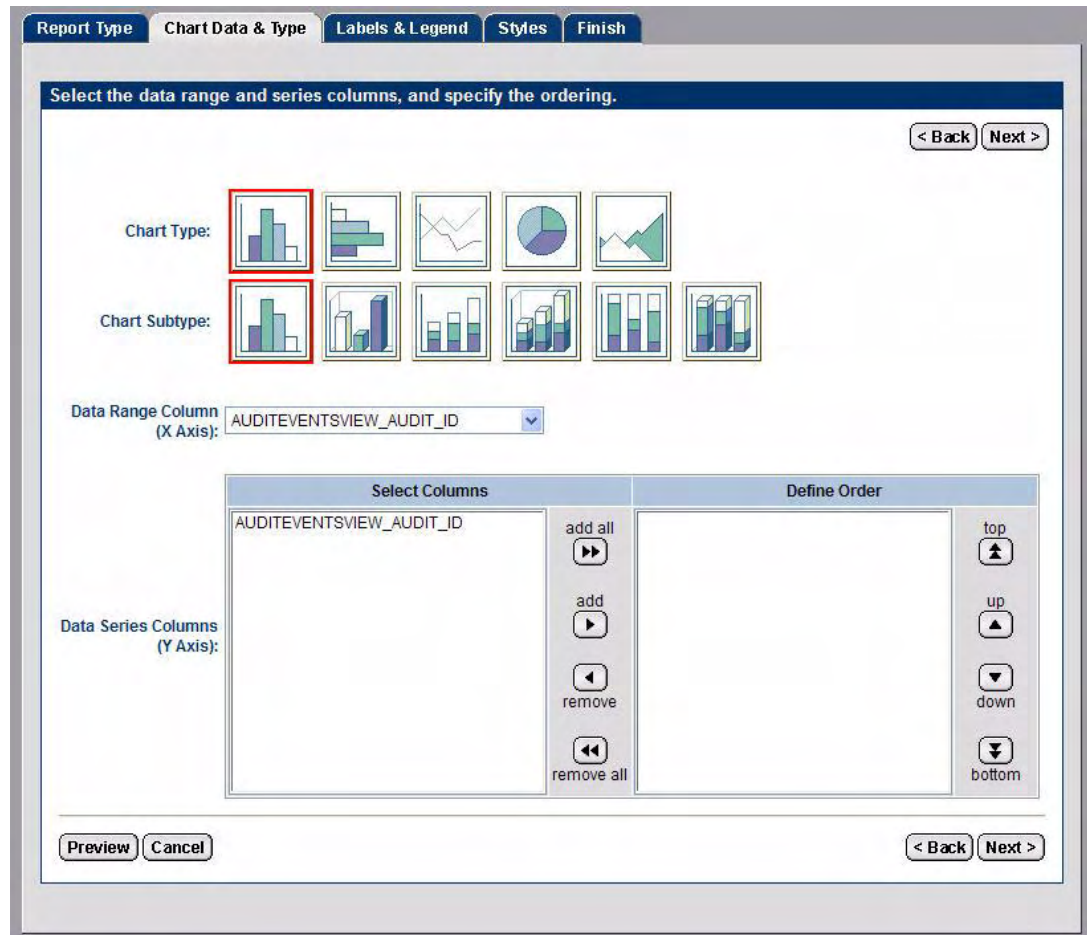 Report Type Chart Data & Type Labels & Legend Styles Finish
Select the data range and series columns, and specify the ordering.
< Back Next >
Chart Type:
Chart Subtype:
Data Range Column
(X Axis):
AUDITEVENTSVIEW_AUDIT_ID
Data Series Columns
(Y Axis):
Select Columns
AUDITEVENTSVIEW_AUDIT_ID
add all
add
remove
remove all
Define Order
top
up
down
bottom
Preview Cancel
< Back Next >